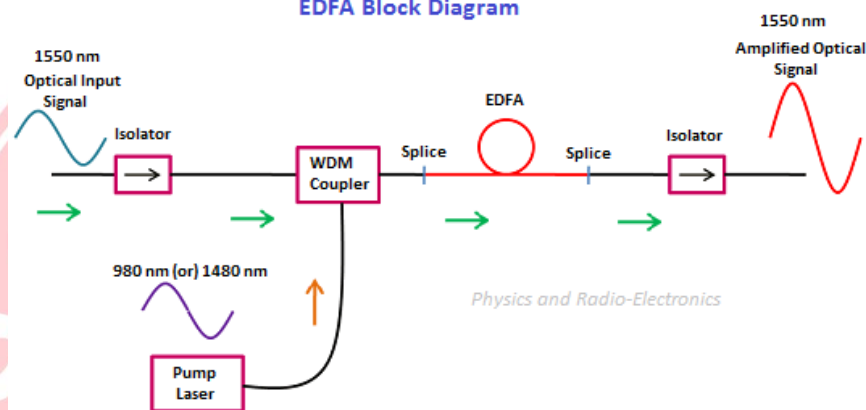 EDFA Block Diagram
1550 nm
Optical Input
Signal
Isolator
WDM
Coupler
Splice
EDFA
Splice
Isolator
1550 nm
Amplified Optical
Signal
980 nm (or) 1480 nm
Pump
Laser
Physics and Radio-Electronics